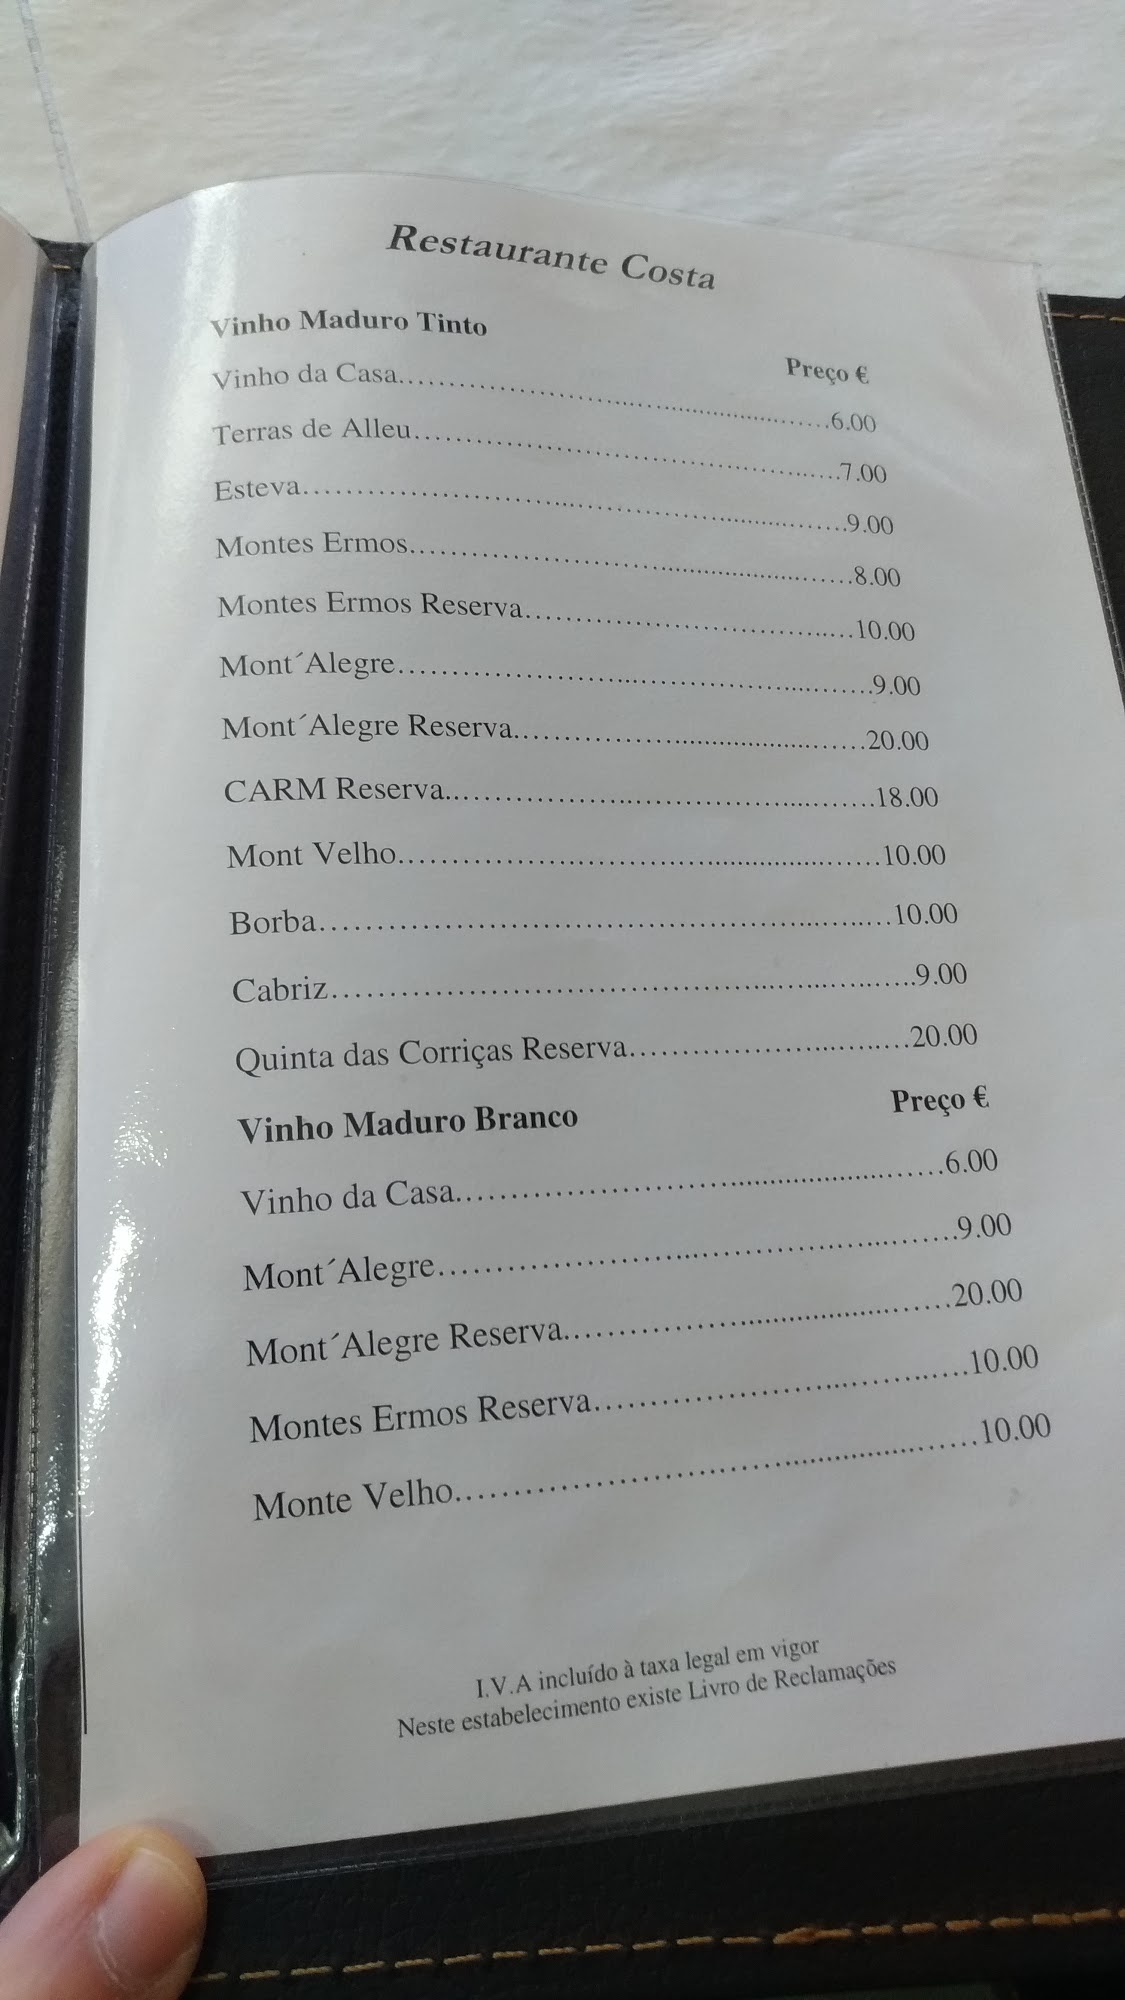 Restaurante Costa
Vinho Maduro Tinto
Preço €
Vinho da Casa..........6.00
Terras de Alleu..........7.00
Esteva..........9.00
Montes Ermos..........8.00
Montes Ermos Reserva..........10.00
Mont´Alegre..........9.00
Mont´Alegre Reserva..........20.00
CARM Reserva..........18.00
Mont Velho..........10.00
Borba..........10.00
Cabriz..........9.00
Quinta das Corriças Reserva..........20.00
Vinho Maduro Branco Preço €
Vinho da Casa..........6.00
Mont´Alegre..........9.00
Mont´Alegre Reserva..........20.00
Montes Ermos Reserva..........10.00
Monte Velho..........10.00
I.V.A incluído à taxa legal em vigor
Neste estabelecimento existe Livro de Reclamações